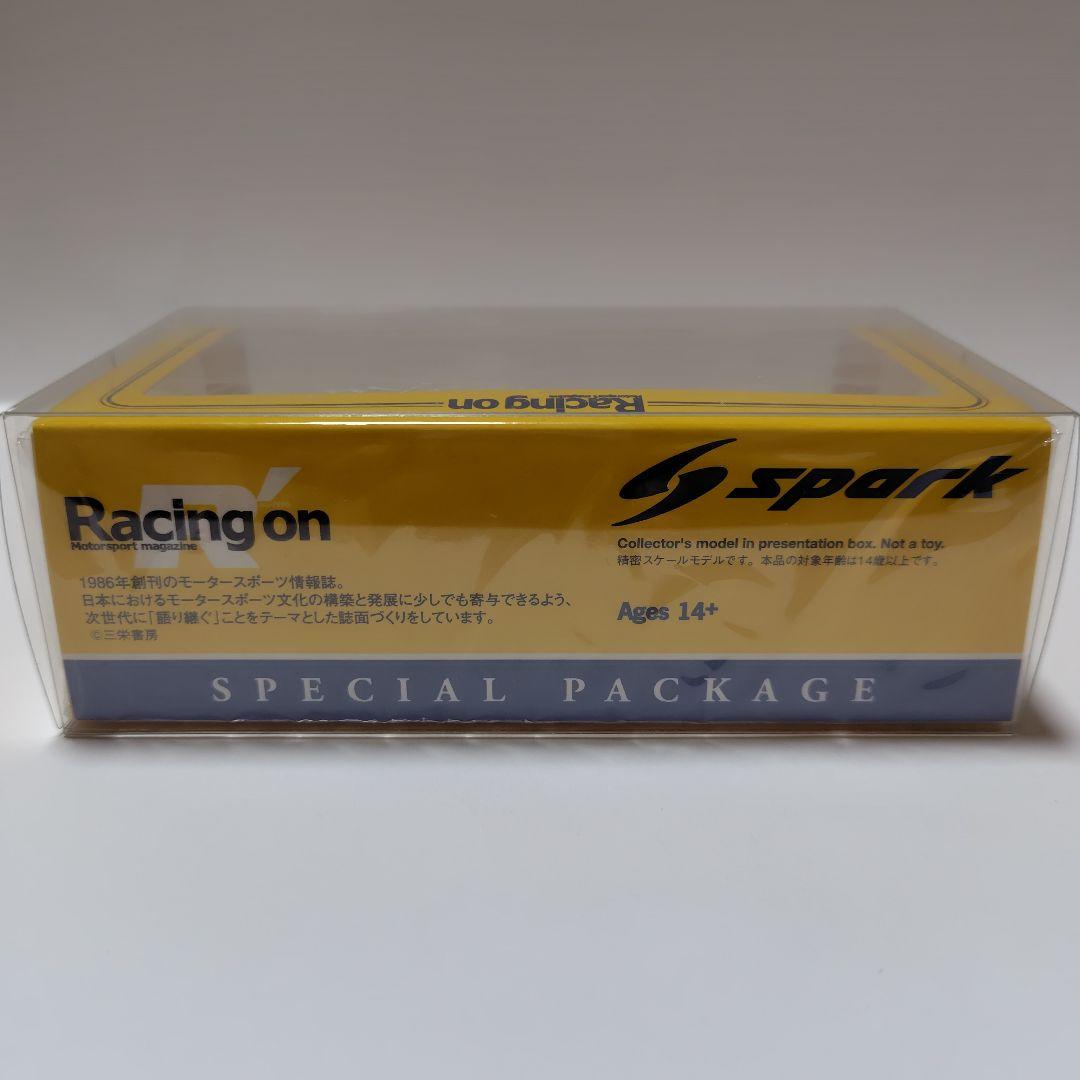 Racing on
Racing on
Motorsport magazine
1986年創刊のモータースポーツ情報誌。
日本におけるモータースポーツ文化の構築と発展に少しでも寄与できるよう、
次世代に「語り継ぐ」ことをテーマとした誌面づくりをしています。
©三栄書房
spark
Collector's model in presentation box. Not a toy.
精密スケールモデルです。本品の対象年齢は14歳以上です。
Ages 14+
SPECIAL PACKAGE